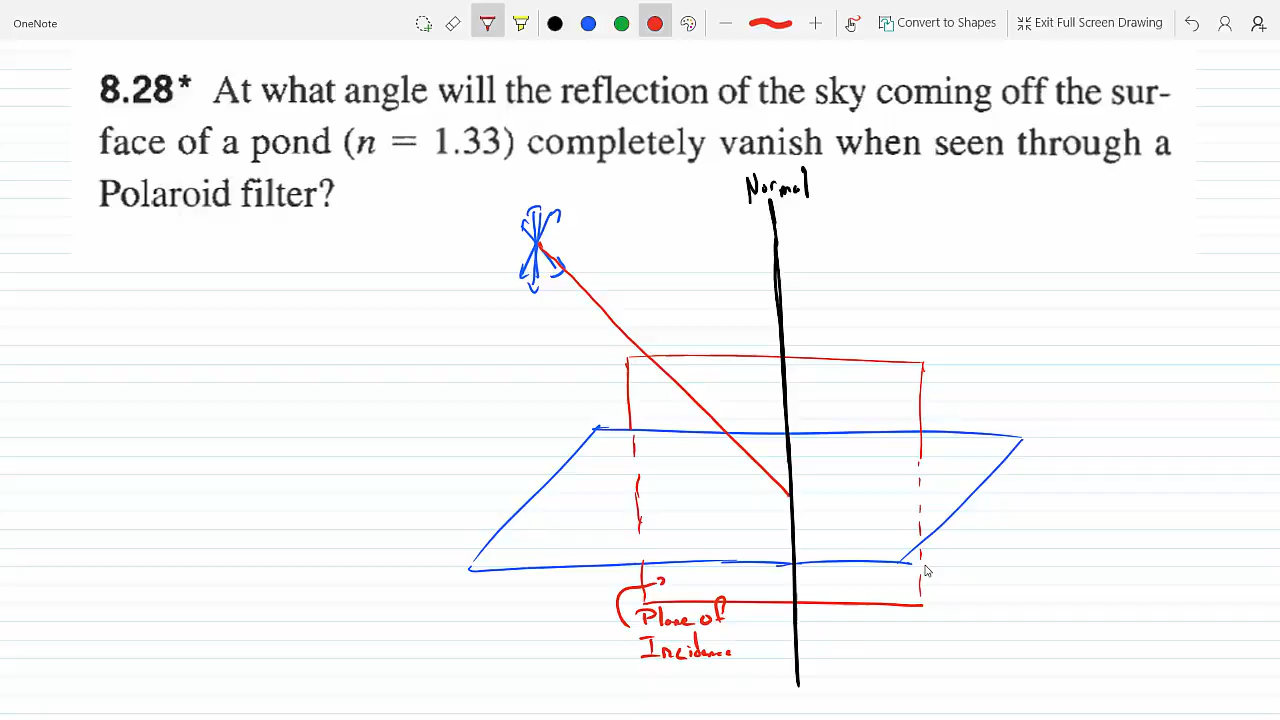 OneNote
Convert to Shapes
Exit Full Screen Drawing
8.28* At what angle will the reflection of the sky coming off the sur-
face of a pond (n = 1.33) completely vanish when seen through a
Polaroid filter?
Normal
Plane of
Incidence